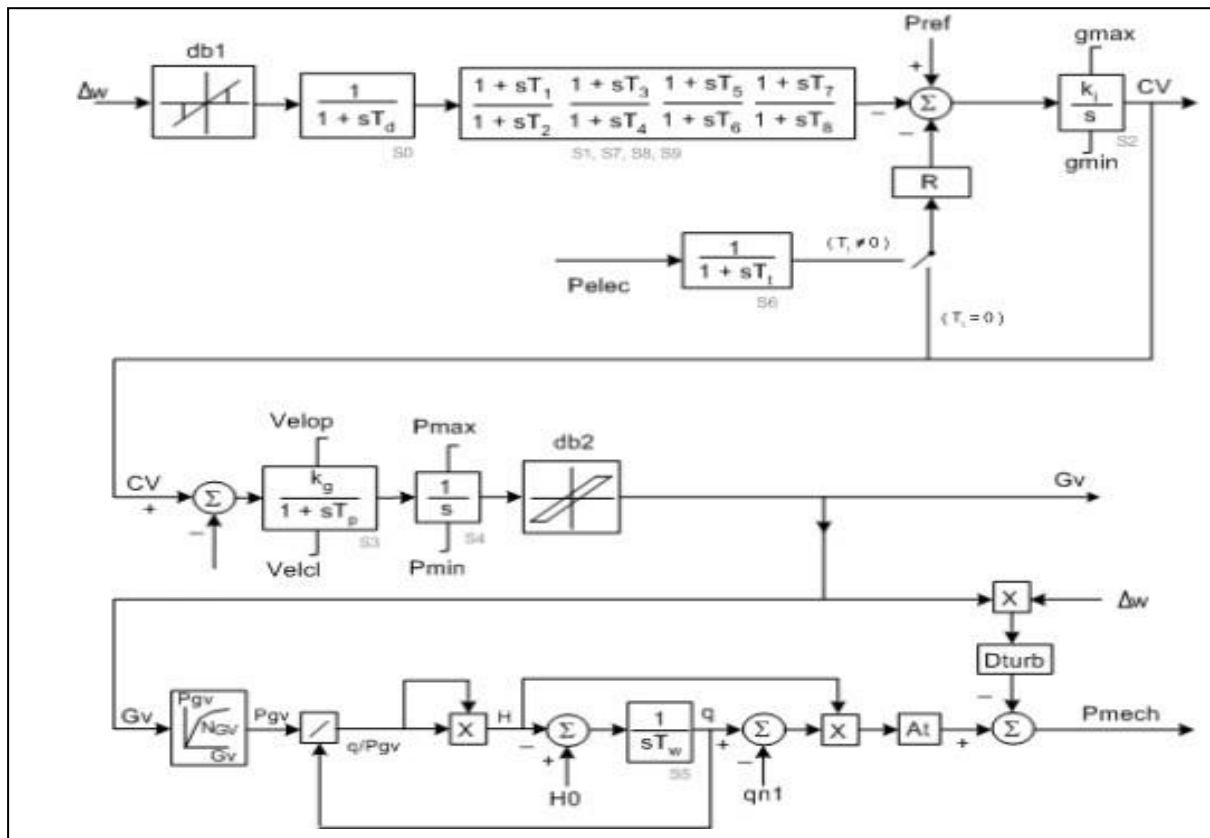 Pref
gmax
db1
Δw
1
1 + sTd
S0
1 + sT1
1 + sT2
1 + sT3
1 + sT4
1 + sT5
1 + sT6
1 + sT7
1 + sT8
S1, S7, S8, S9
+
−
Σ
−
ki
s
CV
S2
gmin
R
Pelec
1
1 + sTt
S6
(Tt ≠ 0)
(Tt = 0)
Velop
Pmax
db2
CV
+
Σ
−
kg
1 + sTp
S3
1
s
S4
Gv
Velcl
Pmin
X
Δw
Dturb
−
Gv
Pgv
NGV
Gv
Pgv
/
q/Pgv
X
H
−
Σ
+
H0
1
sTw
S5
q
+
Σ
−
qn1
X
At
+
Σ
Pmech